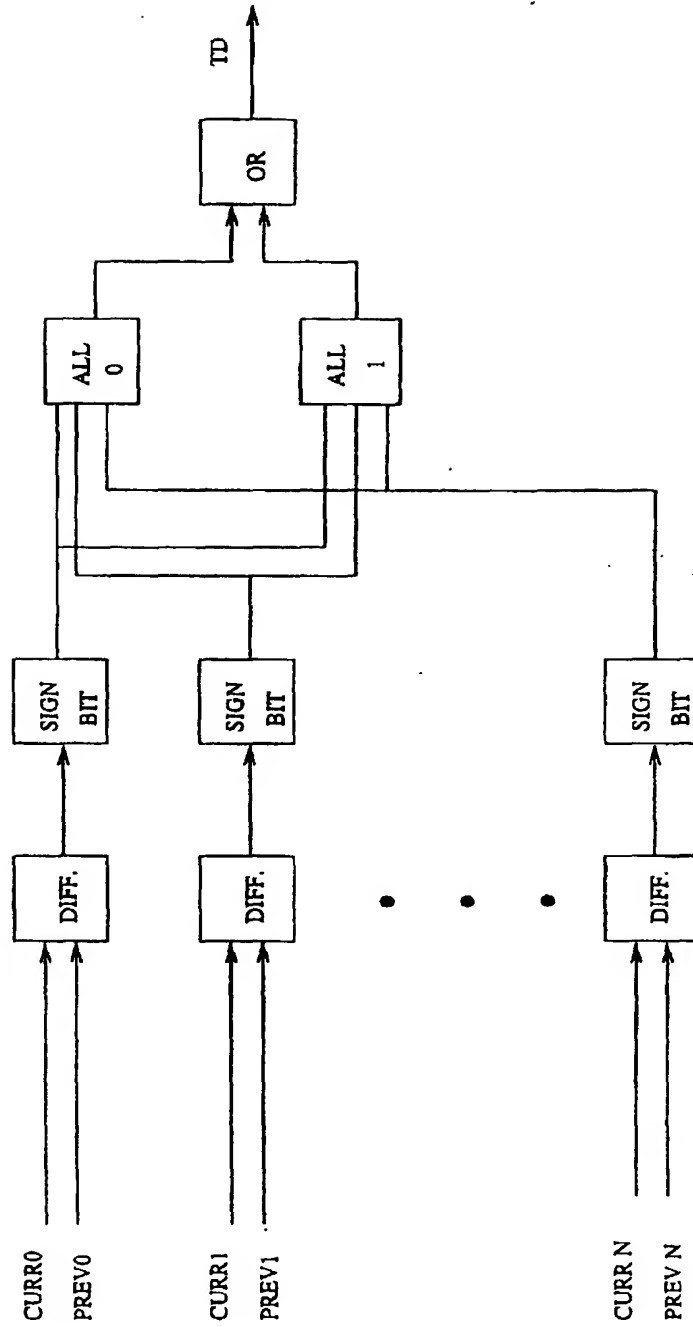 CURR0
PREV0
DIFF.
SIGN
BIT
ALL
0
OR
TD
CURR1
PREV1
DIFF.
SIGN
BIT
ALL
1
CURR N
PREV N
DIFF.
SIGN
BIT